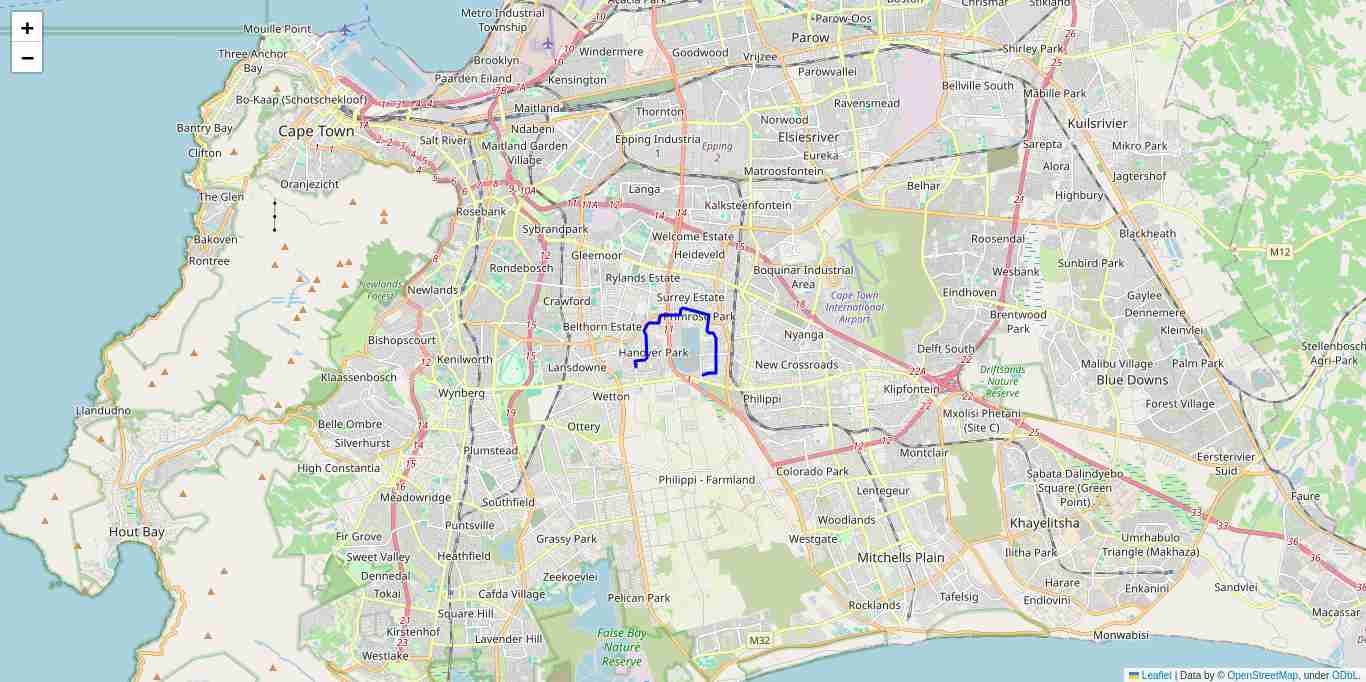 +
−
Mouille Point
Three Anchor
Bay
Bo-Kaap (Schotschekloof)
Bantry Bay
Cape Town
Clifton
Oranjezicht
The Glen
Bakoven
Rontree
Metro Industrial
Township
Brooklyn
Paarden Eiland
Windermere
Goodwood
Vrijzee
Parow
Parow-Oos
Shirley Park
Kensington
Parowvallei
Maitland
Thornton
Ravensmead
Bellville South
Mabille Park
Kuilsrivier
Salt River
Ndabeni
Maitland Garden
Village
Epping Industria
1
Epping
2
Norwood
Elsiesriver
Eureka
Matroosfontein
Sarepta
Mikro Park
Alora
Jagtershof
Langa
Kalksteenfontein
Belhar
Highbury
Rosebank
Sybrandpark
Welcome Estate
Roosendal
Blackheath
Gleemoor
Heideveld
Rondebosch
Rylands Estate
Boquinar Industrial
Area
Wesbank
Sunbird Park
M12
Newlands
Forest
Newlands
Crawford
Surrey Estate
Cape Town
International
Airport
Eindhoven
Gaylee
Dennemere
Brentwood
Park
Belthorn Estate
Primrose Park
Nyanga
Kleinvlei
Bishopscourt
Hanover Park
Delft South
Stellenbosch
Agri-Park
Kenilworth
Lansdowne
New Crossroads
Malibu Village
Palm Park
Klaassenbosch
Driftsands
Nature
Reserve
Blue Downs
Wynberg
Wetton
Philippi
Klipfontein
Forest Village
Llandudno
Belle Ombre
Ottery
Mxolisi Phetani
(Site C)
Silverhurst
Plumstead
Montclair
High Constantia
Colorado Park
Eersterivier
Suid
Philippi - Farmland
Sabata Dalindyebo
Square (Green
Point)
Meadowridge
Southfield
Lentegeur
Faure
Hout Bay
Puntsville
Woodlands
Khayelitsha
Fir Grove
Grassy Park
Westgate
Umrhabulo
Triangle (Makhaza)
Sweet Valley
Heathfield
Mitchells Plain
Ilitha Park
Dennedal
Zeekoevlei
Harare
Enkanini
Sandvlei
Tokai
Cafda Village
Pelican Park
Rocklands
Tafelsig
Endlovini
Macassar
Square Hill
Kirstenhof
Lavender Hill
False Bay
Nature
Reserve
M32
Monwabisi
Westlake
Leaflet | Data by © OpenStreetMap, under ODbL.